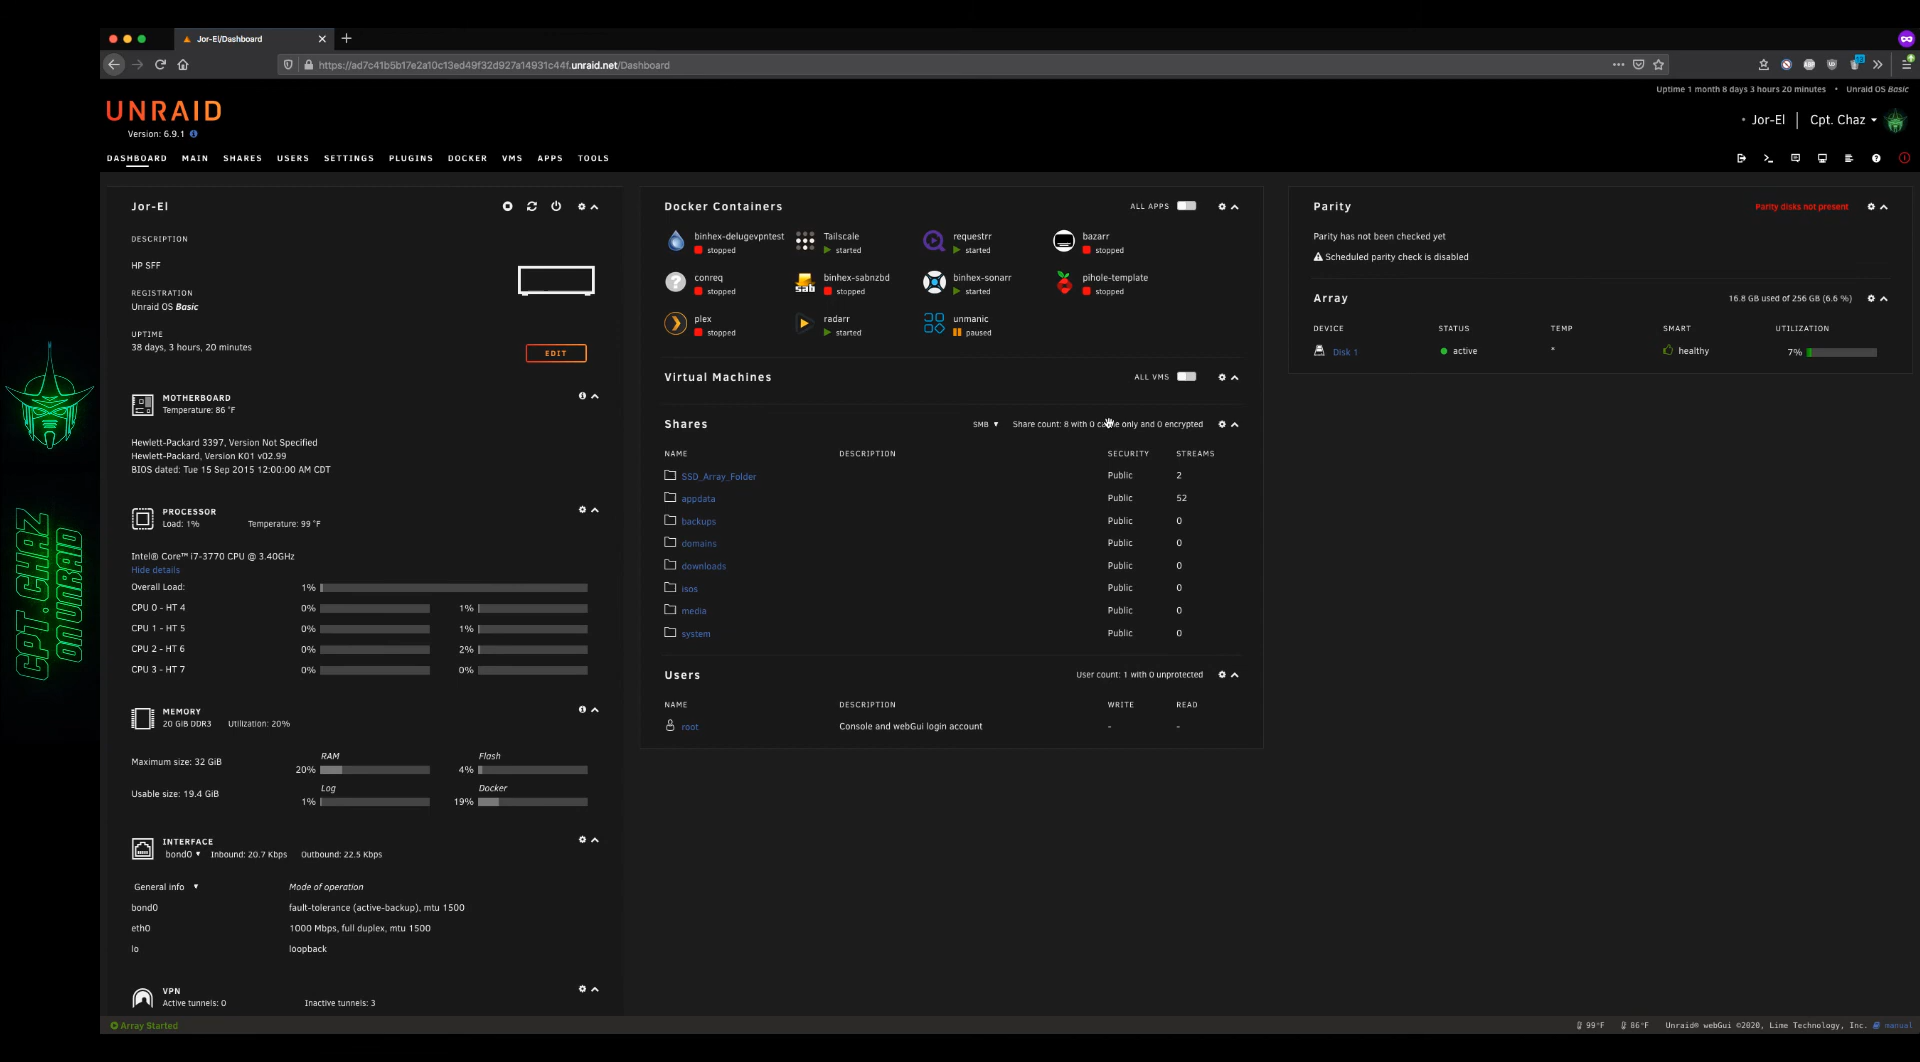 Jor-El/Dashboard
https://ad7c41b5b17e2a10c13ed49f32d927a14931c44f.unraid.net/Dashboard
Uptime 1 month 8 days 3 hours 20 minutes • Unraid OS Basic
UNRAID
Version: 6.9.1
Jor-El | Cpt. Chaz
DASHBOARD MAIN SHARES USERS SETTINGS PLUGINS DOCKER VMS APPS TOOLS
CPT.CHAZ
ON UNRAID
Jor-El
DESCRIPTION
HP SFF
REGISTRATION
Unraid OS Basic
UPTIME
38 days, 3 hours, 20 minutes
EDIT
MOTHERBOARD
Temperature: 86 °F
Hewlett-Packard 3397, Version Not Specified
Hewlett-Packard, Version K01 v02.99
BIOS dated: Tue 15 Sep 2015 12:00:00 AM CDT
PROCESSOR
Load: 1% Temperature: 99 °F
Intel® Core™ i7-3770 CPU @ 3.40GHz
Hide details
Overall Load: 1%
CPU 0 - HT 4 0% 1%
CPU 1 - HT 5 0% 1%
CPU 2 - HT 6 0% 2%
CPU 3 - HT 7 0% 0%
MEMORY
20 GiB DDR3 Utilization: 20%
RAM Flash
Maximum size: 32 GiB 20% 4%
Log Docker
Usable size: 19.4 GiB 1% 19%
INTERFACE
bond0 Inbound: 20.7 Kbps Outbound: 22.5 Kbps
General info Mode of operation
bond0 fault-tolerance (active-backup), mtu 1500
eth0 1000 Mbps, full duplex, mtu 1500
lo loopback
VPN
Active tunnels: 0 Inactive tunnels: 3
Docker Containers ALL APPS
binhex-delugevpntest Tailscale requestrr bazarr
stopped started started stopped
conreq binhex-sabnzbd binhex-sonarr pihole-template
sab
stopped stopped started stopped
plex radarr unmanic
stopped started paused
Virtual Machines ALL VMS
Shares SMB Share count: 8 with 0 cache only and 0 encrypted
NAME DESCRIPTION SECURITY STREAMS
SSD_Array_Folder Public 2
appdata Public 52
backups Public 0
domains Public 0
downloads Public 0
isos Public 0
media Public 0
system Public 0
Users User count: 1 with 0 unprotected
NAME DESCRIPTION WRITE READ
root Console and webGui login account - -
Parity Parity disks not present
Parity has not been checked yet
Scheduled parity check is disabled
Array 16.8 GB used of 256 GB (6.6 %)
DEVICE STATUS TEMP SMART UTILIZATION
Disk 1 active * healthy 7%
Array Started
99°F 86°F Unraid® webGui ©2020, Lime Technology, Inc. manual